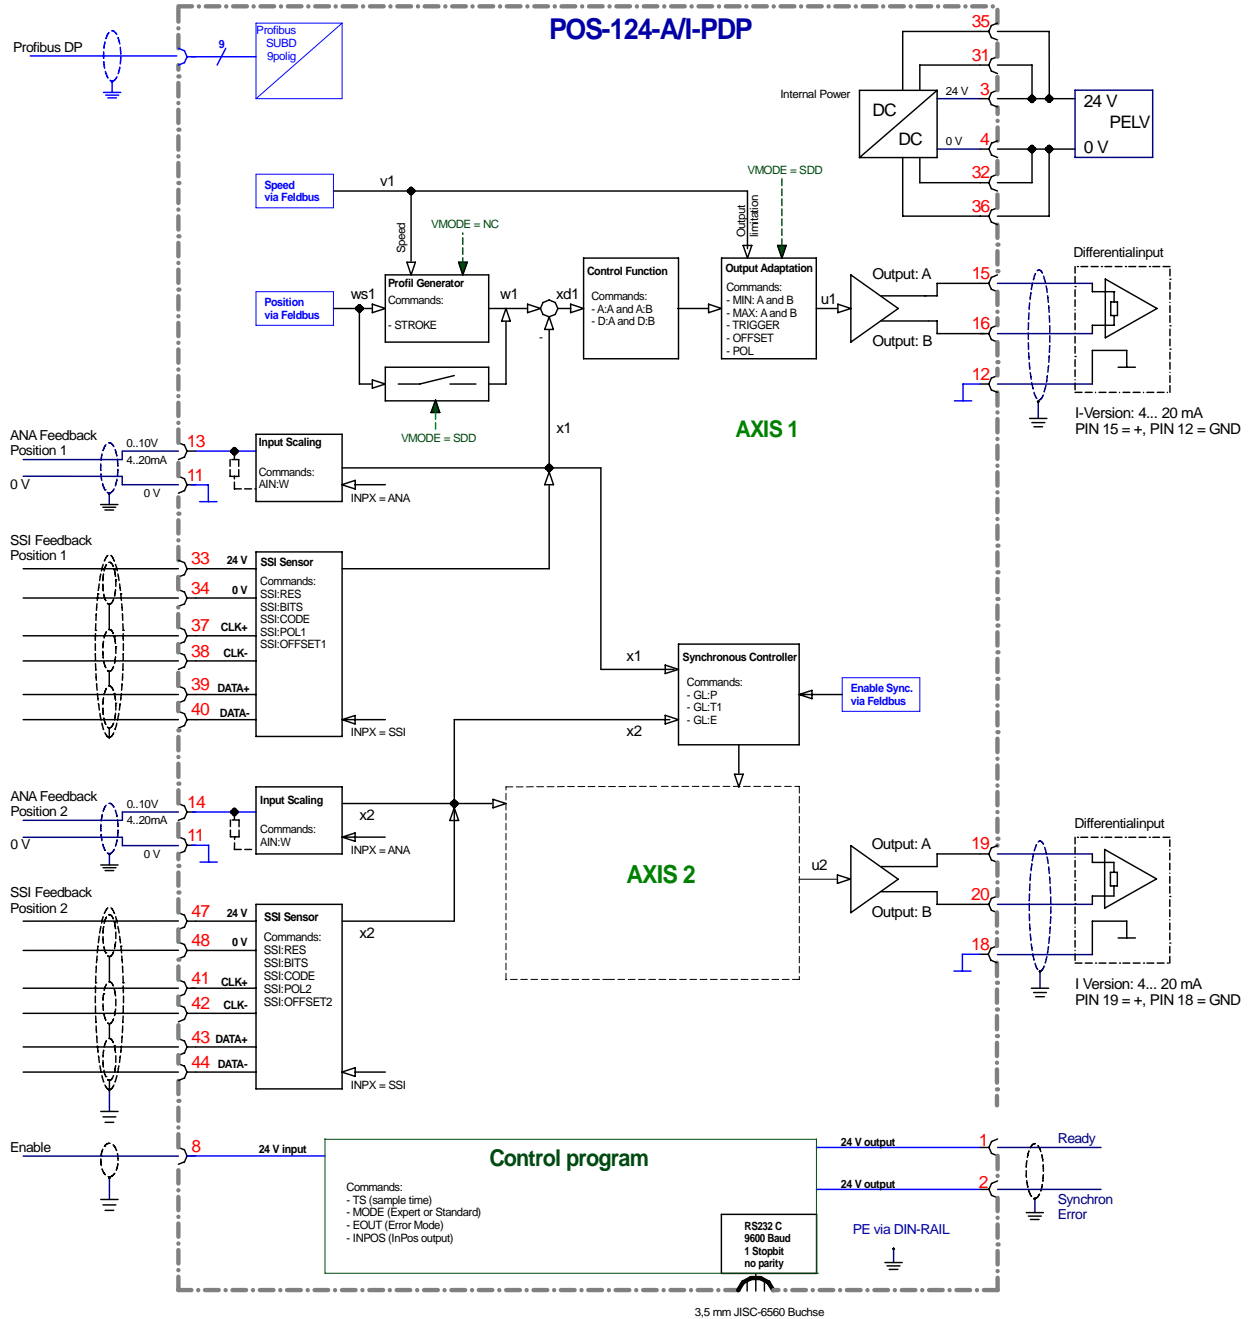 POS-124-A/I-PDP
Profibus DP
9
Profibus
SUBD
9polig
35
31
Internal Power
DC
DC
24 V
3
0 V
4
32
36
24 V
PELV
0 V
Speed
via Feldbus
v1
VMODE = SDD
VMODE = NC
Speed
Output
limitation
Position
via Feldbus
ws1
Profil Generator
Commands:
- STROKE
w1
xd1
-
Control Function
Commands:
- A:A and A:B
- D:A and D:B
Output Adaptation
Commands:
- MIN: A and B
- MAX: A and B
- TRIGGER
- OFFSET
- POL
u1
Output: A
Output: B
15
16
12
Differentialinput
I-Version: 4... 20 mA
PIN 15 = +, PIN 12 = GND
VMODE = SDD
x1
AXIS 1
ANA Feedback
Position 1
0 V
0..10V
4..20mA
0 V
13
11
Input Scaling
Commands:
AIN:W
INPX = ANA
SSI Feedback
Position 1
33 24 V
34 0 V
37 CLK+
38 CLK-
39 DATA+
40 DATA-
SSI Sensor
Commands:
SSI:RES
SSI:BITS
SSI:CODE
SSI:POL1
SSI:OFFSET1
INPX = SSI
x1
x2
Synchronous Controller
Commands:
- GL:P
- GL:T1
- GL:E
Enable Sync.
via Feldbus
ANA Feedback
Position 2
0 V
0..10V
4..20mA
0 V
14
11
Input Scaling
Commands:
AIN:W
x2
INPX = ANA
AXIS 2
u2
Output: A
Output: B
19
20
18
Differentialinput
I Version: 4... 20 mA
PIN 19 = +, PIN 18 = GND
SSI Feedback
Position 2
47 24 V
48 0 V
41 CLK+
42 CLK-
43 DATA+
44 DATA-
SSI Sensor
Commands:
SSI:RES
SSI:BITS
SSI:CODE
SSI:POL2
SSI:OFFSET2
x2
INPX = SSI
Enable
8
24 V input
Control program
Commands:
- TS (sample time)
- MODE (Expert or Standard)
- EOUT (Error Mode)
- INPOS (InPos output)
24 V output
1
Ready
24 V output
2
Synchron
Error
RS232 C
9600 Baud
1 Stopbit
no parity
PE via DIN-RAIL
3,5 mm JISC-6560 Buchse